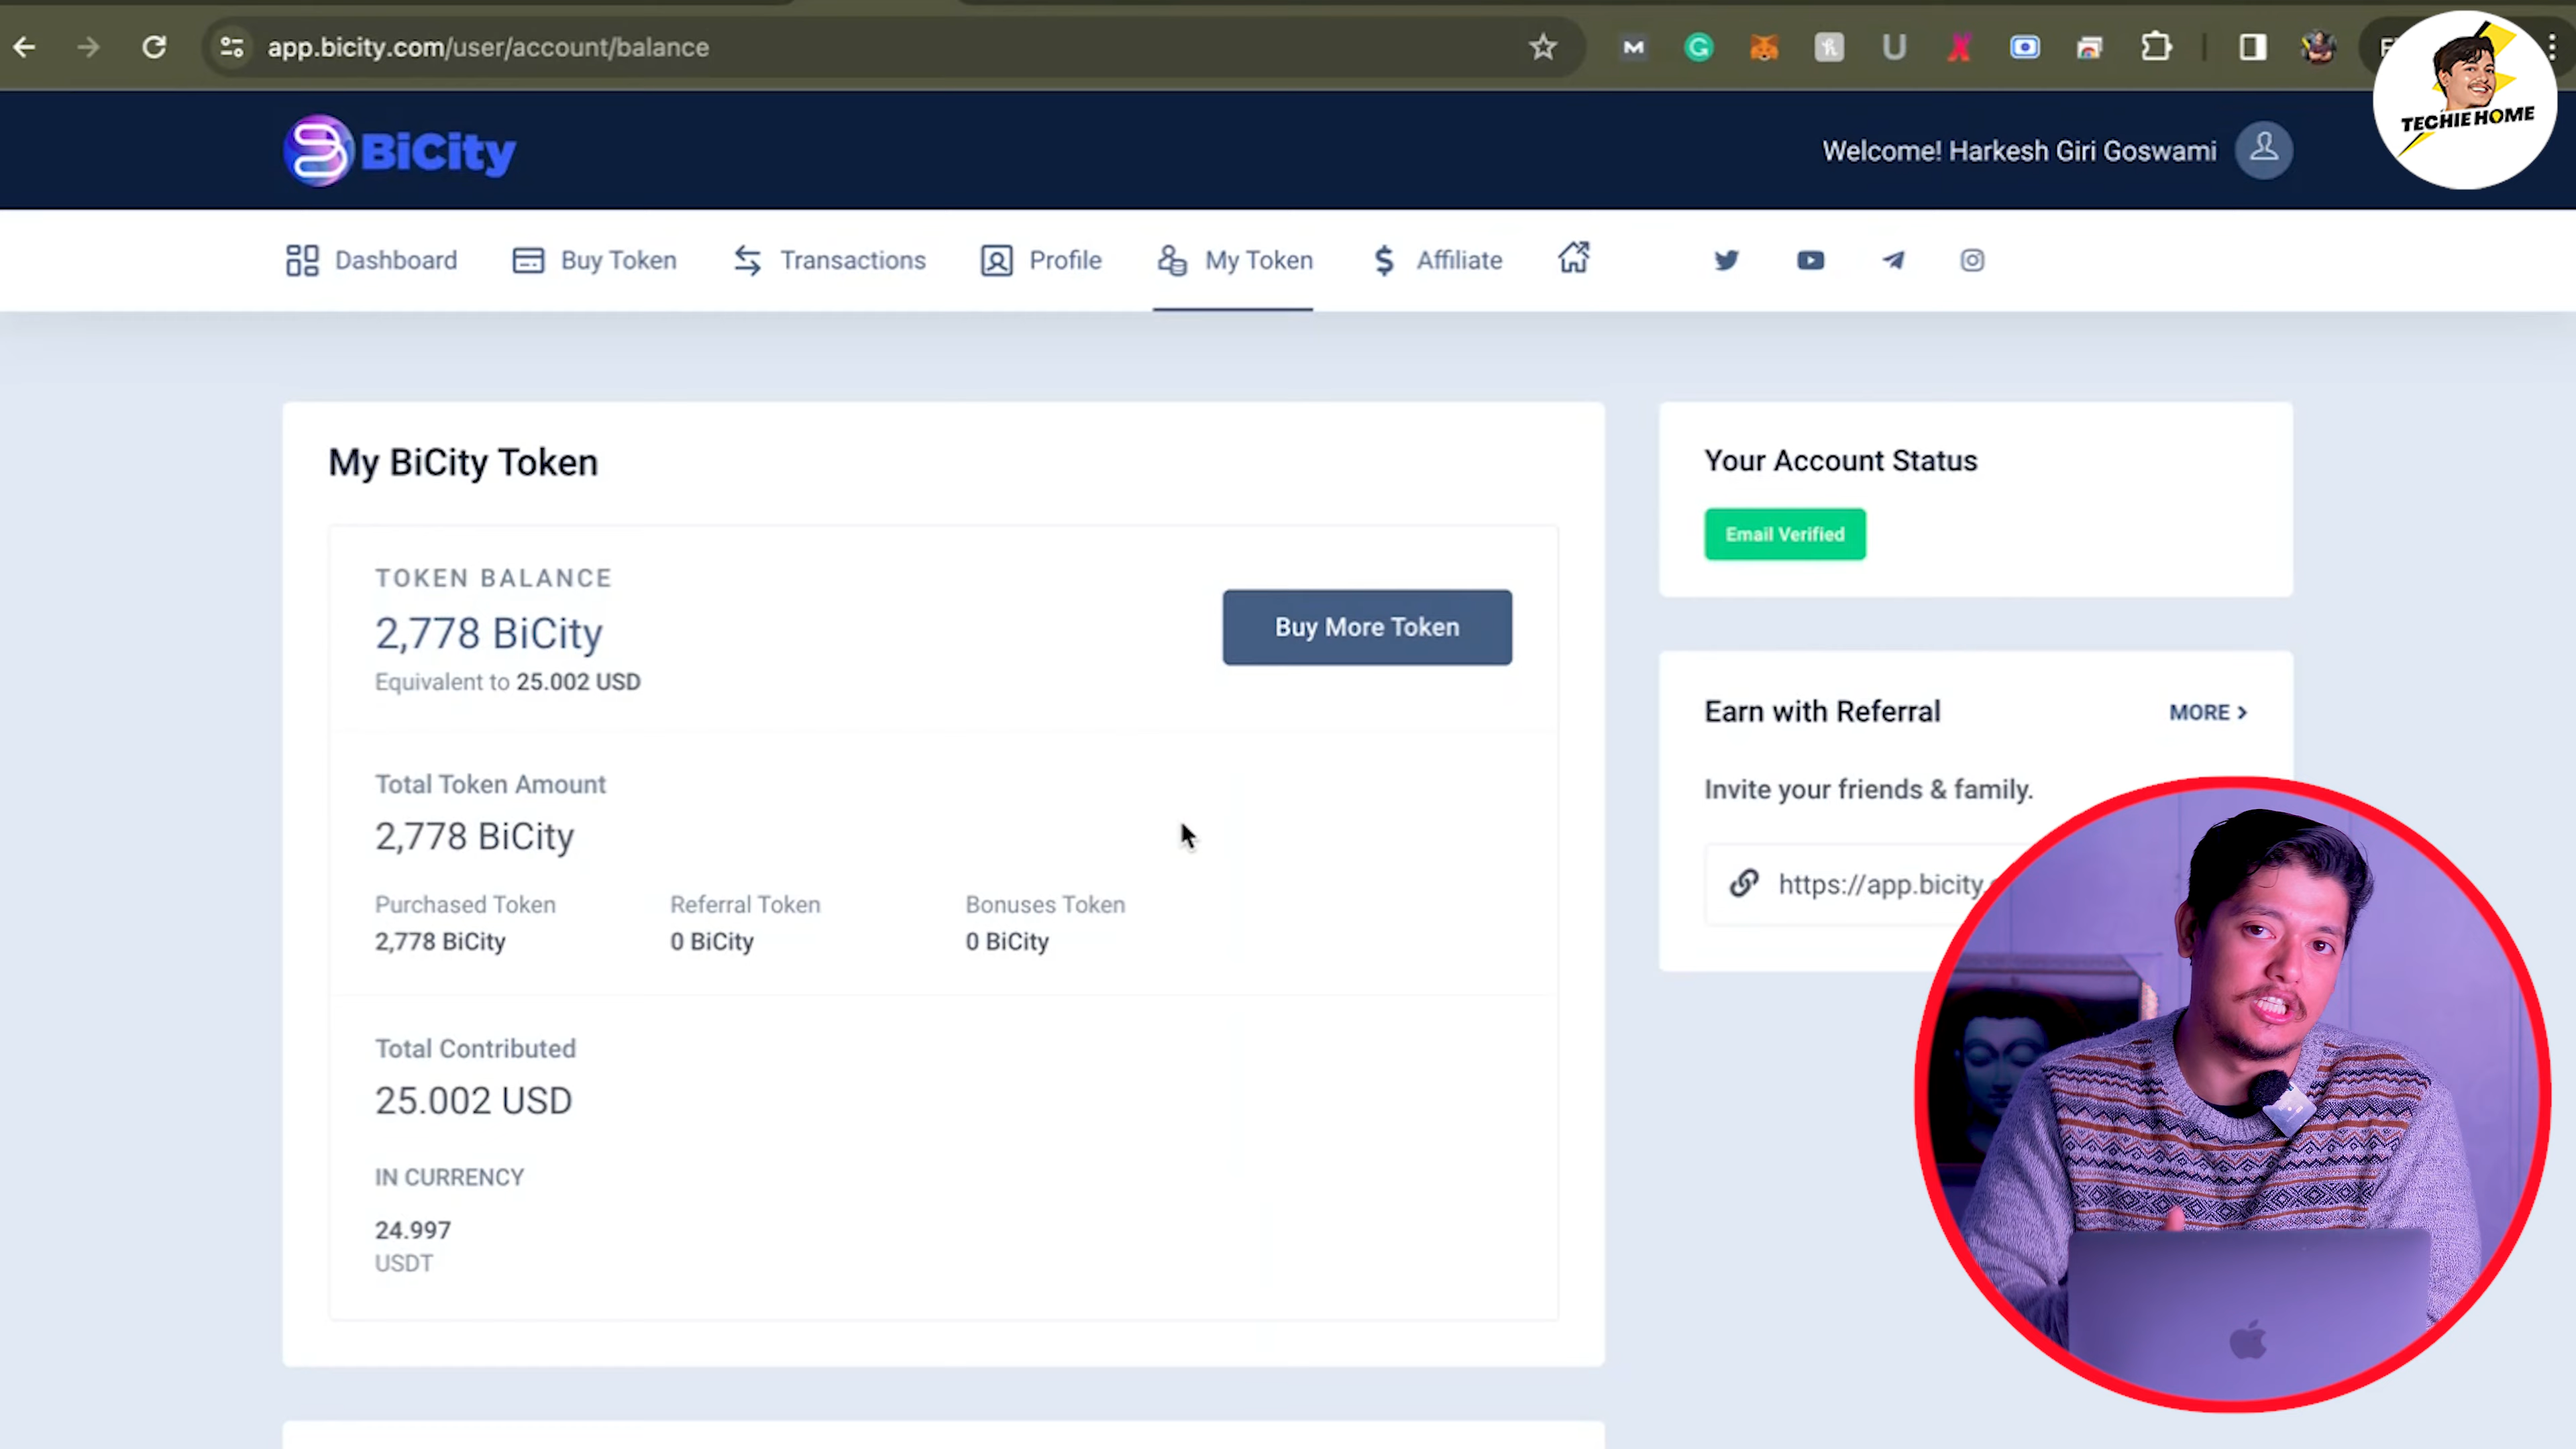 app.bicity.com/user/account/balance
TECHIE HOME
BiCity
Welcome! Harkesh Giri Goswami
Dashboard
Buy Token
Transactions
Profile
My Token
Affiliate
My BiCity Token
TOKEN BALANCE
2,778 BiCity
Equivalent to 25.002 USD
Buy More Token
Total Token Amount
2,778 BiCity
Purchased Token
2,778 BiCity
Referral Token
0 BiCity
Bonuses Token
0 BiCity
Total Contributed
25.002 USD
IN CURRENCY
24.997
USDT
Your Account Status
Email Verified
Earn with Referral
MORE >
Invite your friends & family.
https://app.bicity.